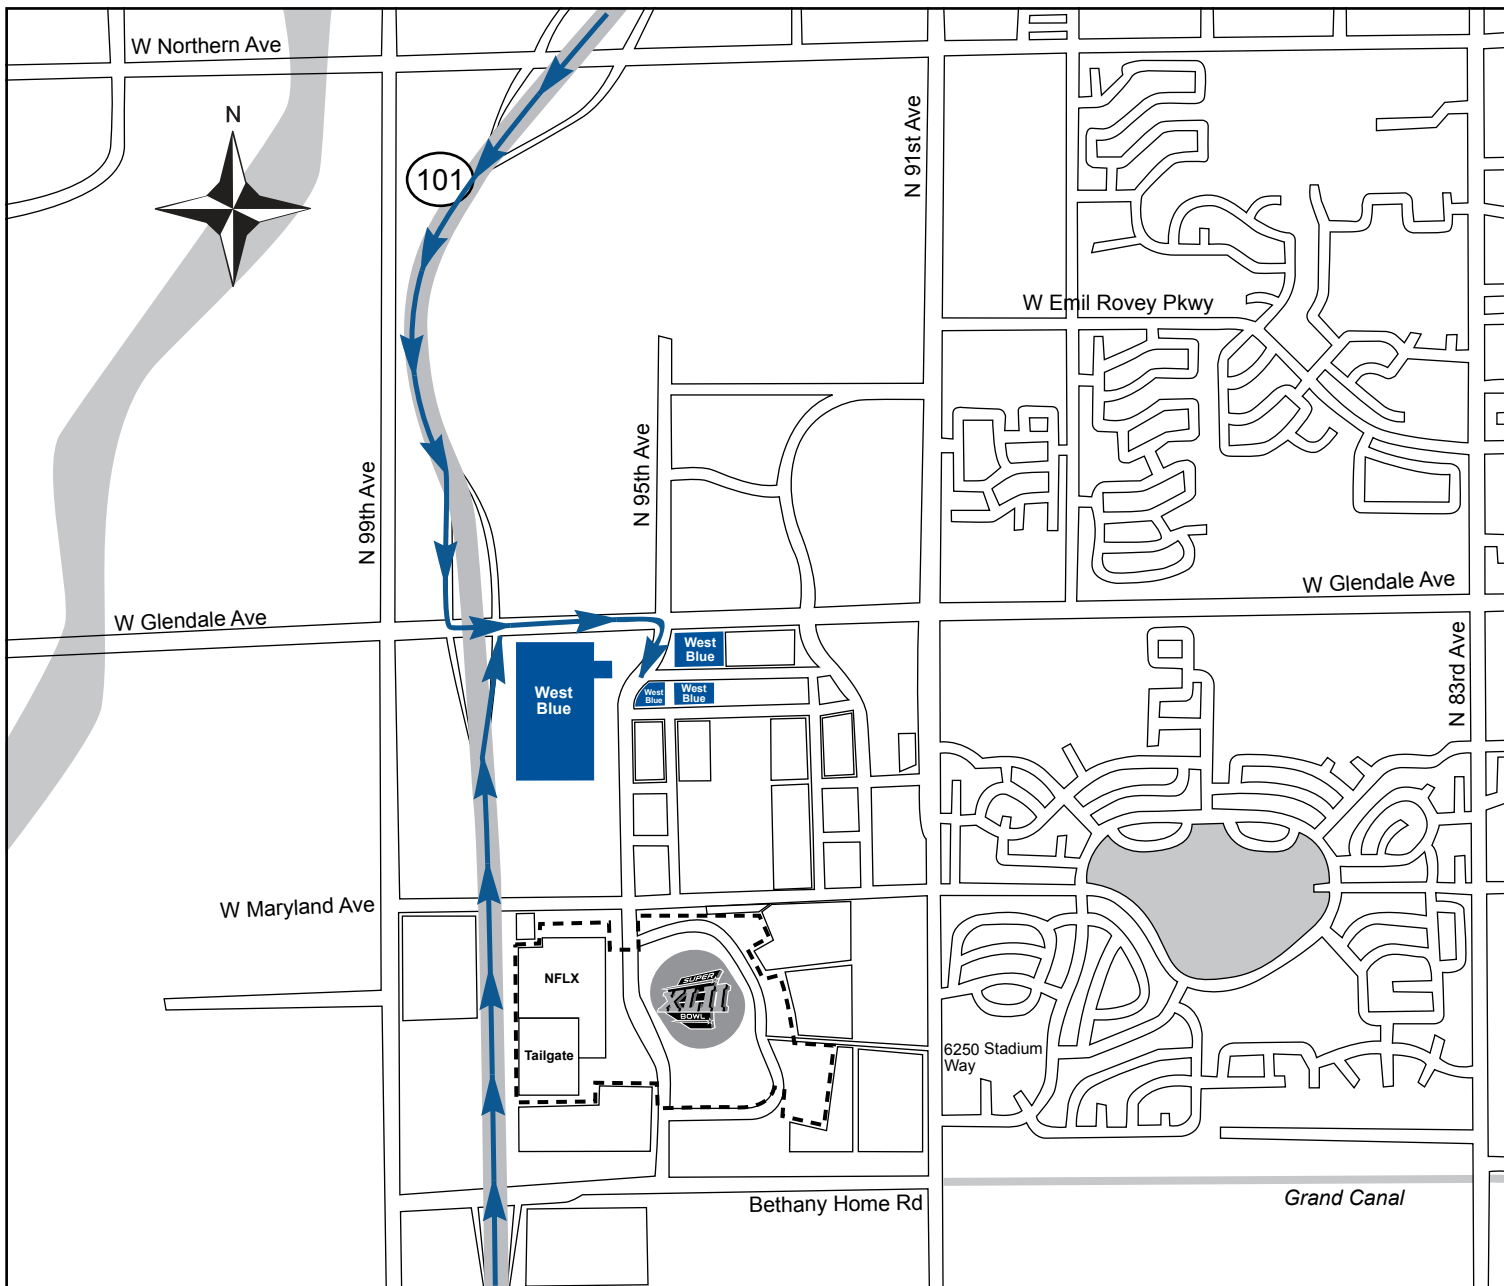 W Northern Ave
N
101
N 91st Ave
W Emil Rovey Pkwy
N 95th Ave
N 99th Ave
W Glendale Ave
W Glendale Ave
West
Blue
West
Blue
West
Blue
West
Blue
N 83rd Ave
W Maryland Ave
NFLX
SUPER
XLII
BOWL
Tailgate
6250 Stadium
Way
Bethany Home Rd
Grand Canal